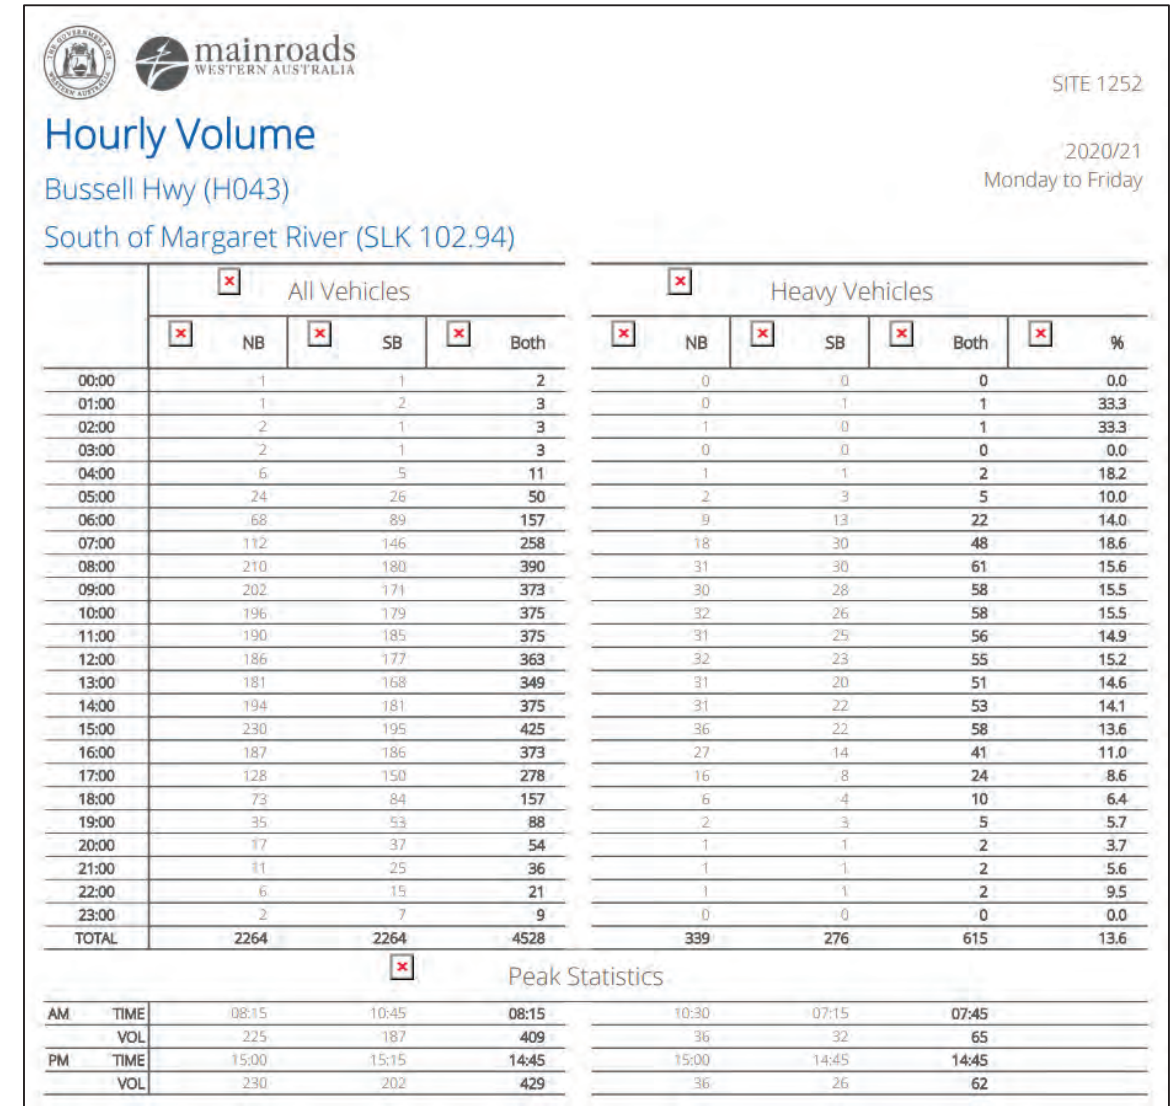 THE GOVERNMENT OF
WESTERN AUSTRALIA
mainroads
WESTERN AUSTRALIA
SITE 1252
Hourly Volume
2020/21
Bussell Hwy (H043)
Monday to Friday
South of Margaret River (SLK 102.94)
All Vehicles Heavy Vehicles
NB SB Both NB SB Both %
00:00 1 1 2 0 0 0 0.0
01:00 1 2 3 0 1 1 33.3
02:00 2 1 3 1 0 1 33.3
03:00 2 1 3 0 0 0 0.0
04:00 6 5 11 1 1 2 18.2
05:00 24 26 50 2 3 5 10.0
06:00 68 89 157 9 13 22 14.0
07:00 112 146 258 18 30 48 18.6
08:00 210 180 390 31 30 61 15.6
09:00 202 171 373 30 28 58 15.5
10:00 196 179 375 32 26 58 15.5
11:00 190 185 375 31 25 56 14.9
12:00 186 177 363 32 23 55 15.2
13:00 181 168 349 31 20 51 14.6
14:00 194 181 375 31 22 53 14.1
15:00 230 195 425 36 22 58 13.6
16:00 187 186 373 27 14 41 11.0
17:00 128 150 278 16 8 24 8.6
18:00 73 84 157 6 4 10 6.4
19:00 35 53 88 2 3 5 5.7
20:00 17 37 54 1 1 2 3.7
21:00 11 25 36 1 1 2 5.6
22:00 6 15 21 1 1 2 9.5
23:00 2 7 9 0 0 0 0.0
TOTAL 2264 2264 4528 339 276 615 13.6
Peak Statistics
AM TIME 08:15 10:45 08:15 10:30 07:15 07:45
VOL 225 187 409 36 32 65
PM TIME 15:00 15:15 14:45 15:00 14:45 14:45
VOL 230 202 429 36 26 62